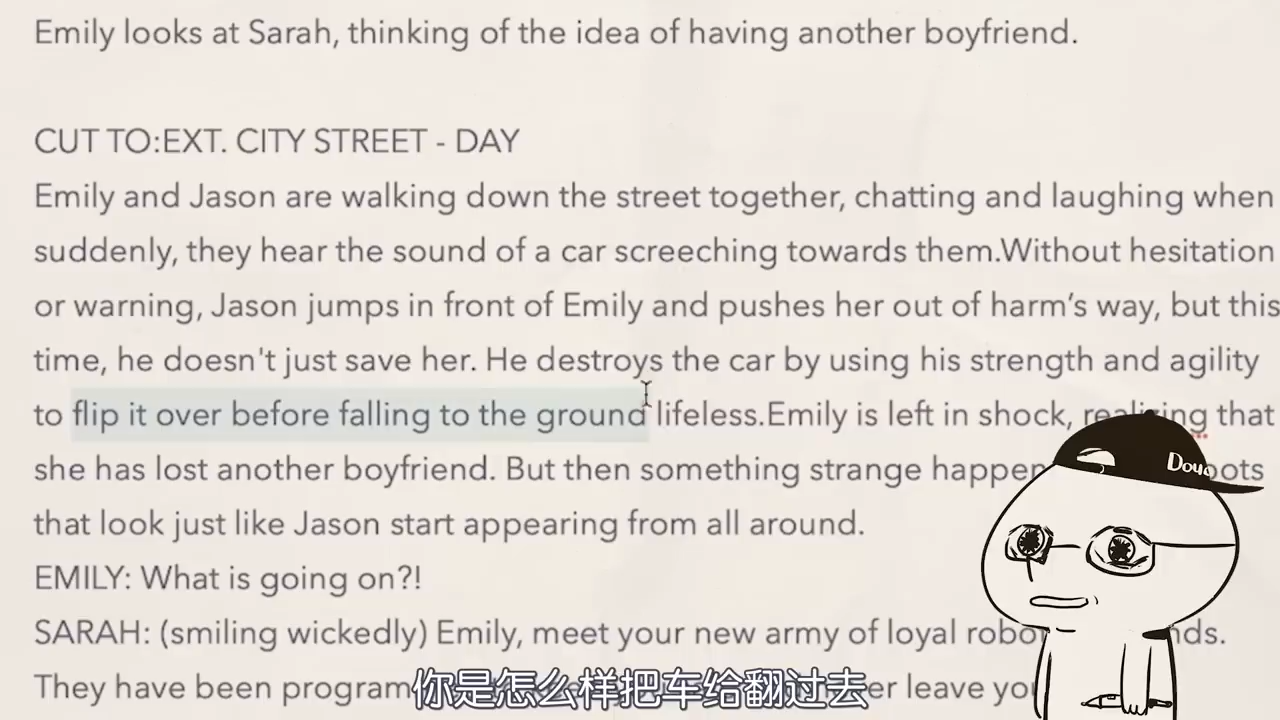 Emily looks at Sarah, thinking of the idea of having another boyfriend.
CUT TO:EXT. CITY STREET - DAY
Emily and Jason are walking down the street together, chatting and laughing when
suddenly, they hear the sound of a car screeching towards them.Without hesitation
or warning, Jason jumps in front of Emily and pushes her out of harm’s way, but this
time, he doesn't just save her. He destroys the car by using his strength and agility
to flip it over before falling to the ground lifeless.Emily is left in shock, realizing that
she has lost another boyfriend. But then something strange
that look just like Jason start appearing from all around.
EMILY: What is going on?!
SARAH: (smiling wickedly) Emily, meet your new army of loyal
They have been leave
你是怎么样把车给翻过去